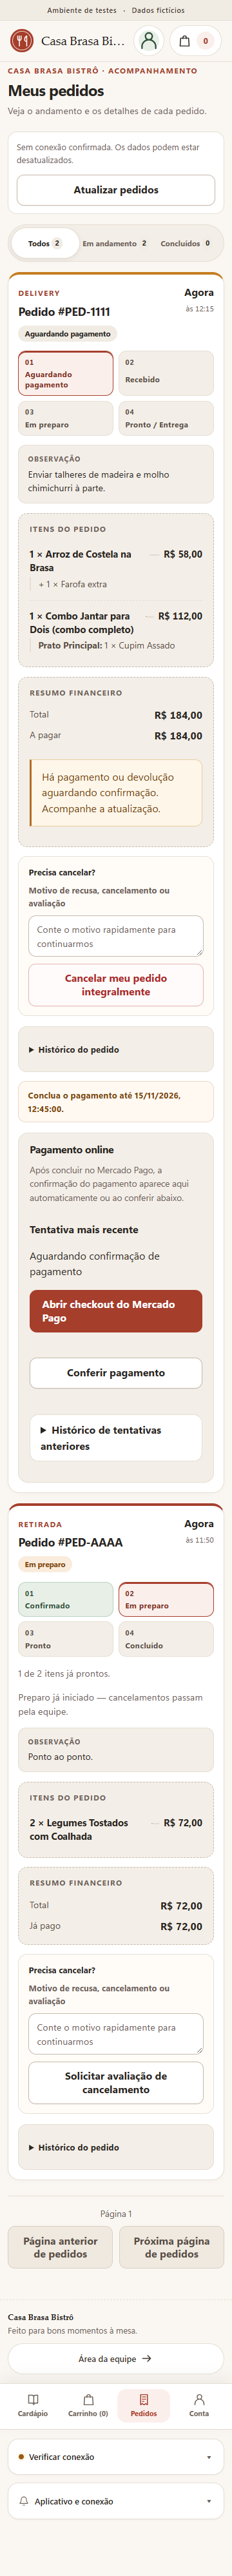 Ambiente de testes • Dados fictícios
Casa Brasa Bi...
0
CASA BRASA BISTRÔ • ACOMPANHAMENTO
Meus pedidos
Veja o andamento e os detalhes de cada pedido.
Sem conexão confirmada. Os dados podem estar
desatualizados.
Atualizar pedidos
Todos 2
Em andamento 2
Concluídos 0
DELIVERY
Agora
Pedido #PED-1111
às 12:15
Aguardando pagamento
01
Aguardando
pagamento
02
Recebido
03
Em preparo
04
Pronto / Entrega
OBSERVAÇÃO
Enviar talheres de madeira e molho
chimichurri à parte.
ITENS DO PEDIDO
1 × Arroz de Costela na
Brasa
R$ 58,00
+ 1 × Farofa extra
1 × Combo Jantar para
Dois (combo completo)
R$ 112,00
Prato Principal: 1 × Cupim Assado
RESUMO FINANCEIRO
Total R$ 184,00
A pagar R$ 184,00
Há pagamento ou devolução
aguardando confirmação.
Acompanhe a atualização.
Precisa cancelar?
Motivo de recusa, cancelamento ou
avaliação
Conte o motivo rapidamente para
continuarmos
Cancelar meu pedido
integralmente
▶ Histórico do pedido
Conclua o pagamento até 15/11/2026,
12:45:00.
Pagamento online
Após concluir no Mercado Pago, a
confirmação do pagamento aparece aqui
automaticamente ou ao conferir abaixo.
Tentativa mais recente
Aguardando confirmação de
pagamento
Abrir checkout do Mercado
Pago
Conferir pagamento
▶ Histórico de tentativas
anteriores
RETIRADA
Agora
Pedido #PED-AAAA
às 11:50
Em preparo
01
Confirmado
02
Em preparo
03
Pronto
04
Concluído
1 de 2 itens já prontos.
Preparo já iniciado — cancelamentos passam
pela equipe.
OBSERVAÇÃO
Ponto ao ponto.
ITENS DO PEDIDO
2 × Legumes Tostados
com Coalhada
R$ 72,00
RESUMO FINANCEIRO
Total R$ 72,00
Já pago R$ 72,00
Precisa cancelar?
Motivo de recusa, cancelamento ou
avaliação
Conte o motivo rapidamente para
continuarmos
Solicitar avaliação de
cancelamento
▶ Histórico do pedido
Página 1
Página anterior
de pedidos
Próxima página
de pedidos
Casa Brasa Bistrô
Feito para bons momentos à mesa.
Área da equipe →
Cardápio
Carrinho (0)
Pedidos
Conta
Verificar conexão
Aplicativo e conexão